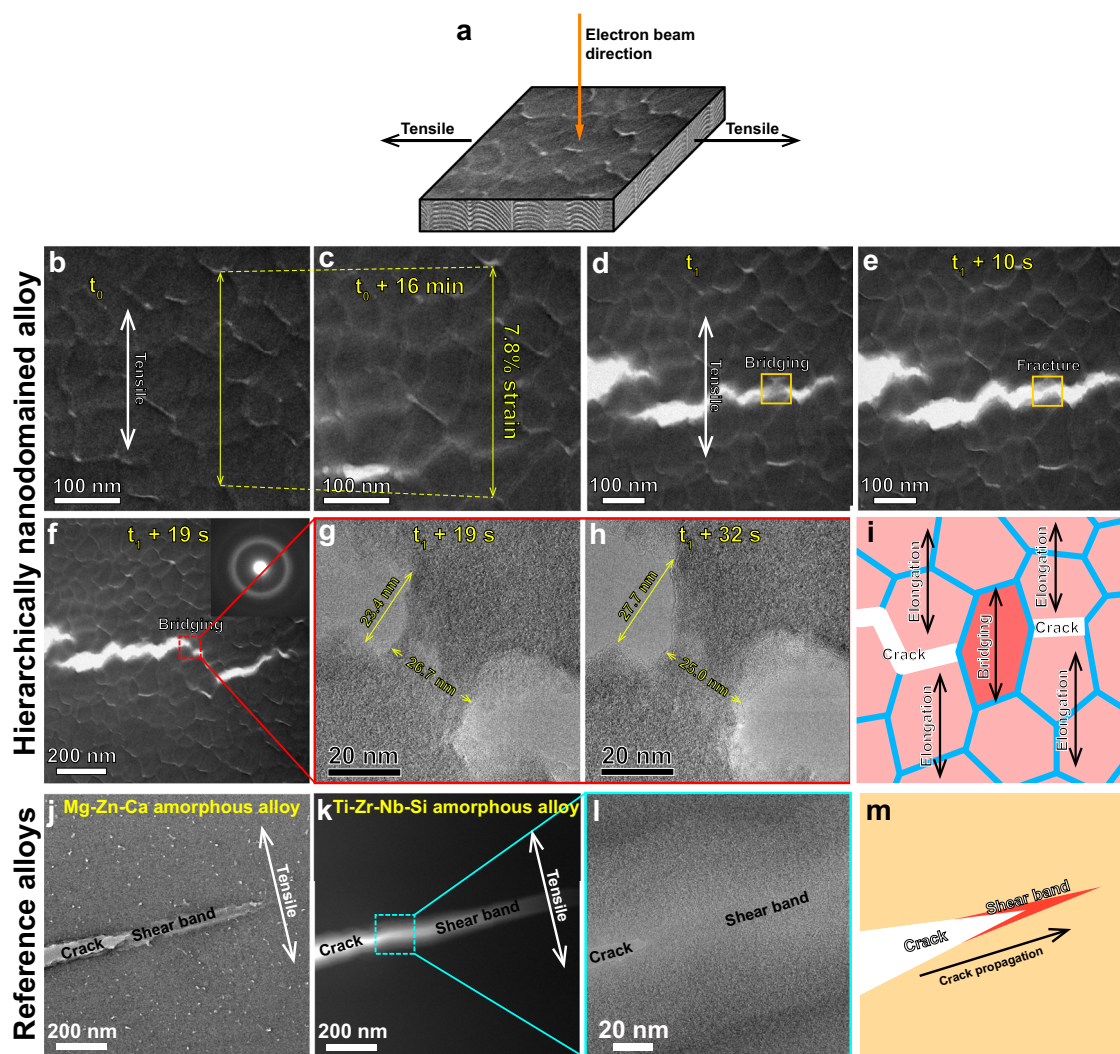 a
Electron beam
direction
Tensile
Tensile
Hierarchically nanodomained alloy
b
t0
Tensile
100 nm
c
t0 + 16 min
7.8% strain
100 nm
d
t1
Tensile
Bridging
100 nm
e
t1 + 10 s
Fracture
100 nm
f
t1 + 19 s
Bridging
200 nm
g
t1 + 19 s
23.4 nm
26.7 nm
20 nm
h
t1 + 32 s
27.7 nm
25.0 nm
20 nm
i
Elongation
Elongation
Crack
Bridging
Crack
Elongation
Elongation
Reference alloys
j
Mg-Zn-Ca amorphous alloy
Tensile
Shear band
Crack
200 nm
k
Ti-Zr-Nb-Si amorphous alloy
Tensile
Shear band
Crack
200 nm
l
Shear band
Crack
20 nm
m
Shear band
Crack
Crack propagation